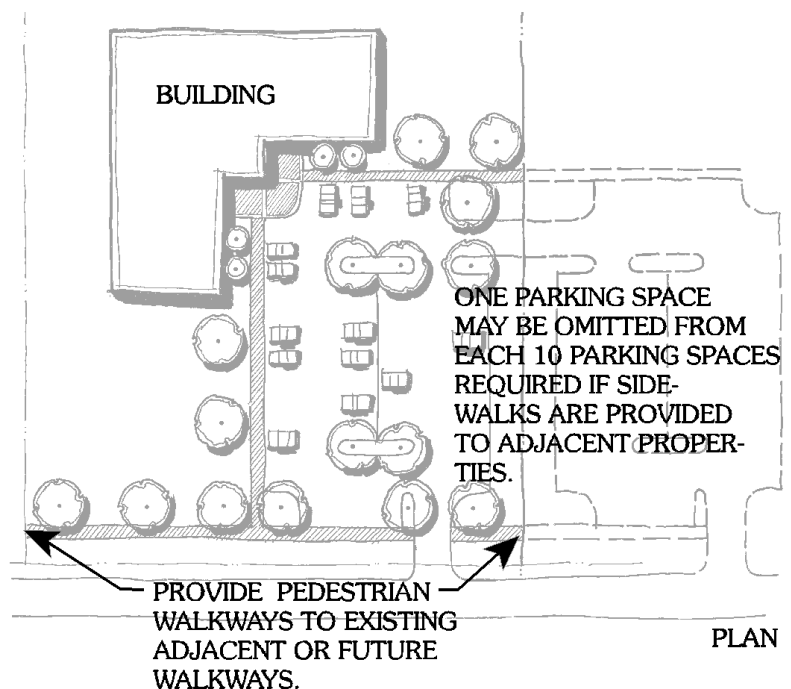 BUILDING
ONE PARKING SPACE
MAY BE OMITTED FROM
EACH 10 PARKING SPACES
REQUIRED IF SIDE-
WALKS ARE PROVIDED
TO ADJACENT PROPER-
TIES.
PROVIDE PEDESTRIAN
WALKWAYS TO EXISTING
ADJACENT OR FUTURE
WALKWAYS.
PLAN